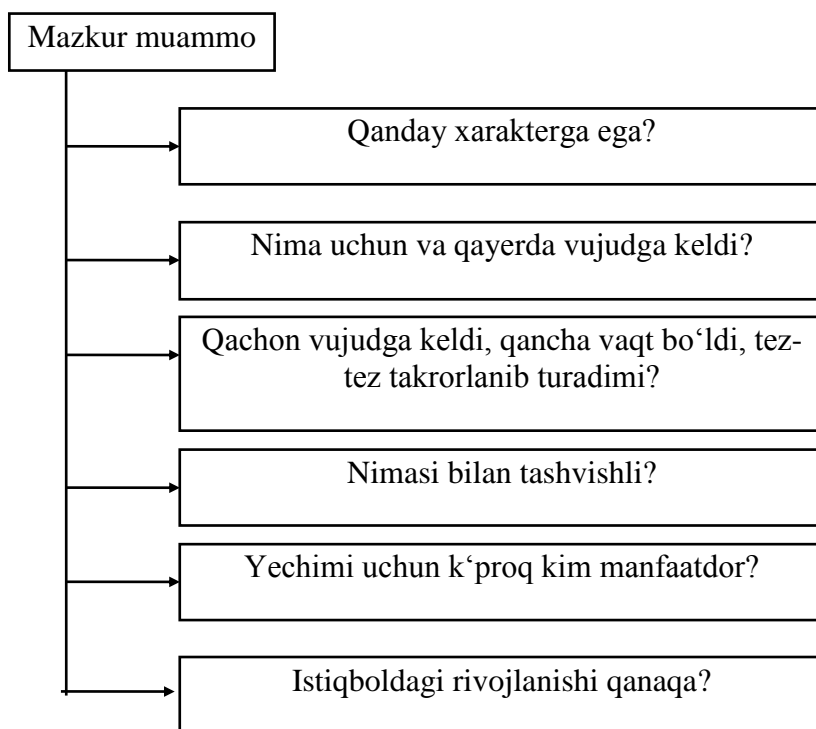 Mazkur muammo
Qanday xarakterga ega?
Nima uchun va qayerda vujudga keldi?
Qachon vujudga keldi, qancha vaqt bo‘ldi, tez-
tez takrorlanib turadimi?
Nimasi bilan tashvishli?
Yechimi uchun k‘proq kim manfaatdor?
Istiqboldagi rivojlanishi qanaqa?